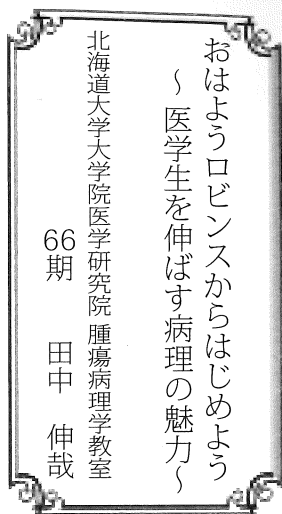 おはようロビンスからはじめよう
～ 医学生を伸ばす病理の魅力～
北海道大学大学院医学研究院 腫瘍病理学教室
66期 田中 伸哉